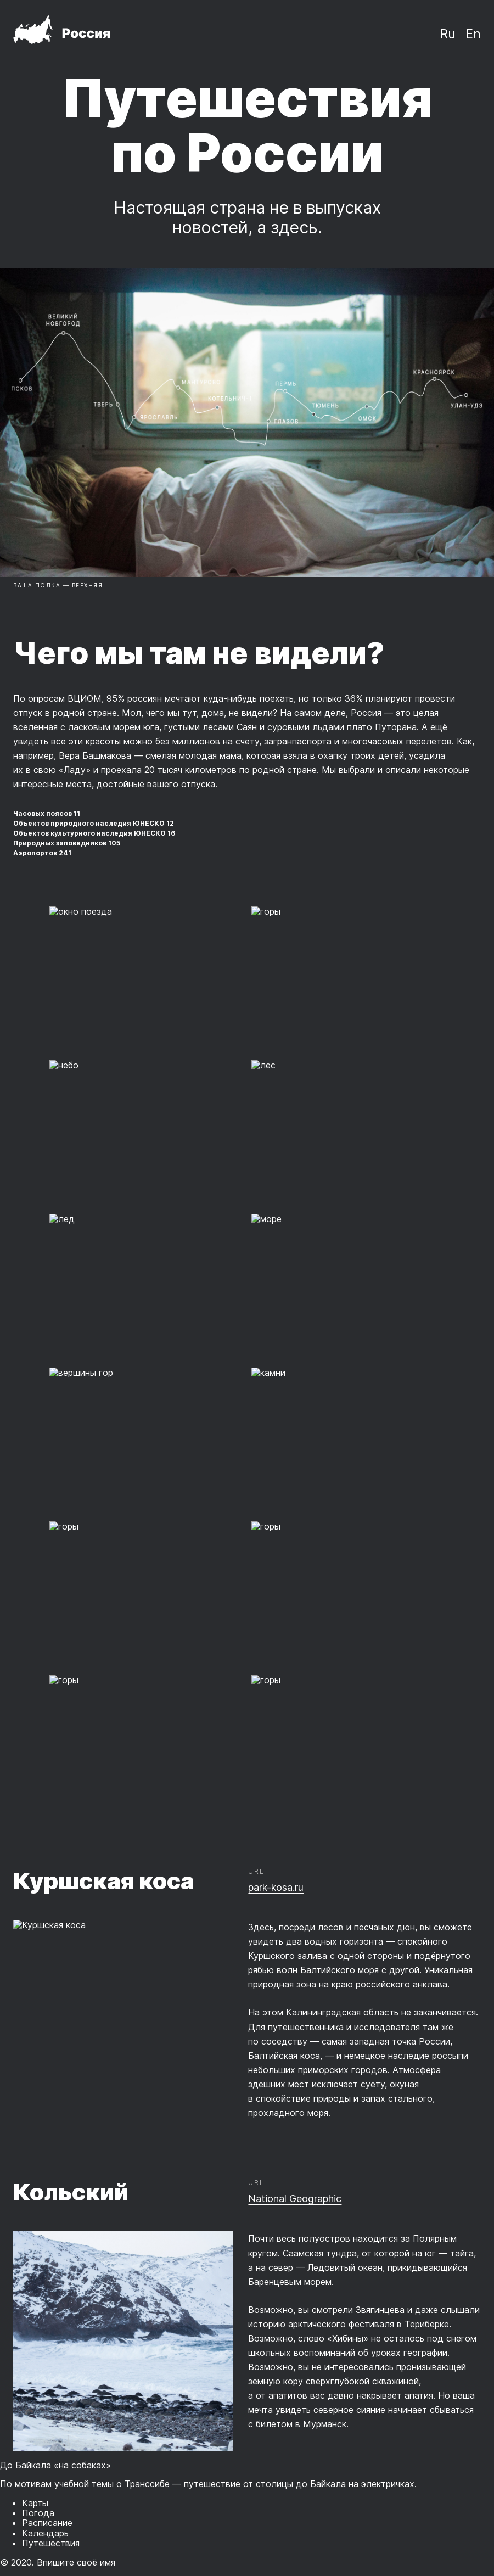 Россия
Ru En
Путешествия
по России
Настоящая страна не в выпусках
новостей, а здесь.
ВЕЛИКИЙ
НОВГОРОД
ПСКОВ
ТВЕРЬ
ЯРОСЛАВЛЬ
ПЕРМЬ
ГЛАЗОВ
ТЮМЕНЬ
ОМСК
КРАСНОЯРСК
УЛАН-УДЭ
ВАША ПОЛКА — ВЕРХНЯЯ
Чего мы там не видели?
По опросам ВЦИОМ, 95% россиян мечтают куда-нибудь поехать, но только 36% планируют провести
отпуск в родной стране. Мол, чего мы тут, дома, не видели? На самом деле, Россия — это целая
вселенная с ласковым морем юга, густыми лесами Саян и суровыми льдами плато Путорана. А ещё
увидеть все эти красоты можно без миллионов на счету, загранпаспорта и многочасовых перелетов. Как,
например, Вера Башмакова — смелая молодая мама, которая взяла в охапку троих детей, усадила
их в свою «Ладу» и проехала 20 тысяч километров по родной стране. Мы выбрали и описали некоторые
интересные места, достойные вашего отпуска.
Часовых поясов 11
Объектов природного наследия ЮНЕСКО 12
Объектов культурного наследия ЮНЕСКО 16
Природных заповедников 105
Аэропортов 241
окно поезда
горы
небо
лес
лед
море
вершины гор
камни
горы
горы
горы
горы
Куршская коса
URL
park-kosa.ru
Куршская коса
Здесь, посреди лесов и песчаных дюн, вы сможете
увидеть два водных горизонта — спокойного
Куршского залива с одной стороны и подёрнутого
рябью волн Балтийского моря с другой. Уникальная
природная зона на краю российского анклава.
На этом Калининградская область не заканчивается.
Для путешественника и исследователя там же
по соседству — самая западная точка России,
Балтийская коса, — и немецкое наследие россыпи
небольших приморских городов. Атмосфера
здешних мест исключает суету, окуная
в спокойствие природы и запах стального,
прохладного моря.
Кольский
URL
National Geographic
Почти весь полуостров находится за Полярным
кругом. Саамская тундра, от которой на юг — тайга,
а на север — Ледовитый океан, прикидывающийся
Баренцевым морем.
Возможно, вы смотрели Звягинцева и даже слышали
историю арктического фестиваля в Териберке.
Возможно, слово «Хибины» не осталось под снегом
школьных воспоминаний об уроках географии.
Возможно, вы не интересовались пронизывающей
земную кору сверхглубокой скважиной,
а от апатитов вас давно накрывает апатия. Но ваша
мечта увидеть северное сияние начинает сбываться
с билетом в Мурманск.
До Байкала «на собаках»
По мотивам учебной темы о Транссибе — путешествие от столицы до Байкала на электричках.
Карты
Погода
Расписание
Календарь
Путешествия
© 2020. Впишите своё имя